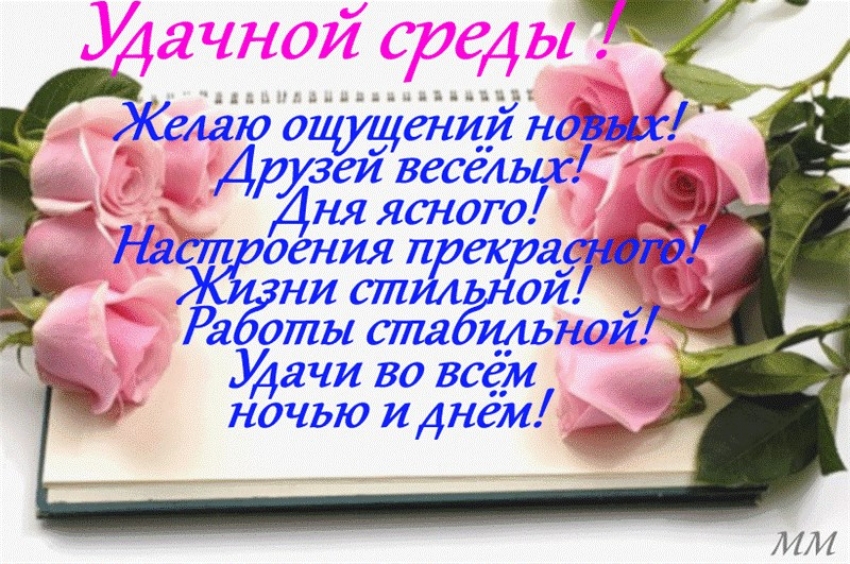 Удачной среды !
Желаю ощущений новых!
Друзей весёлых!
Дня ясного!
Настроения прекрасного!
Жизни стильной!
Работы стабильной!
Удачи во всём
ночью и днём!
ММ